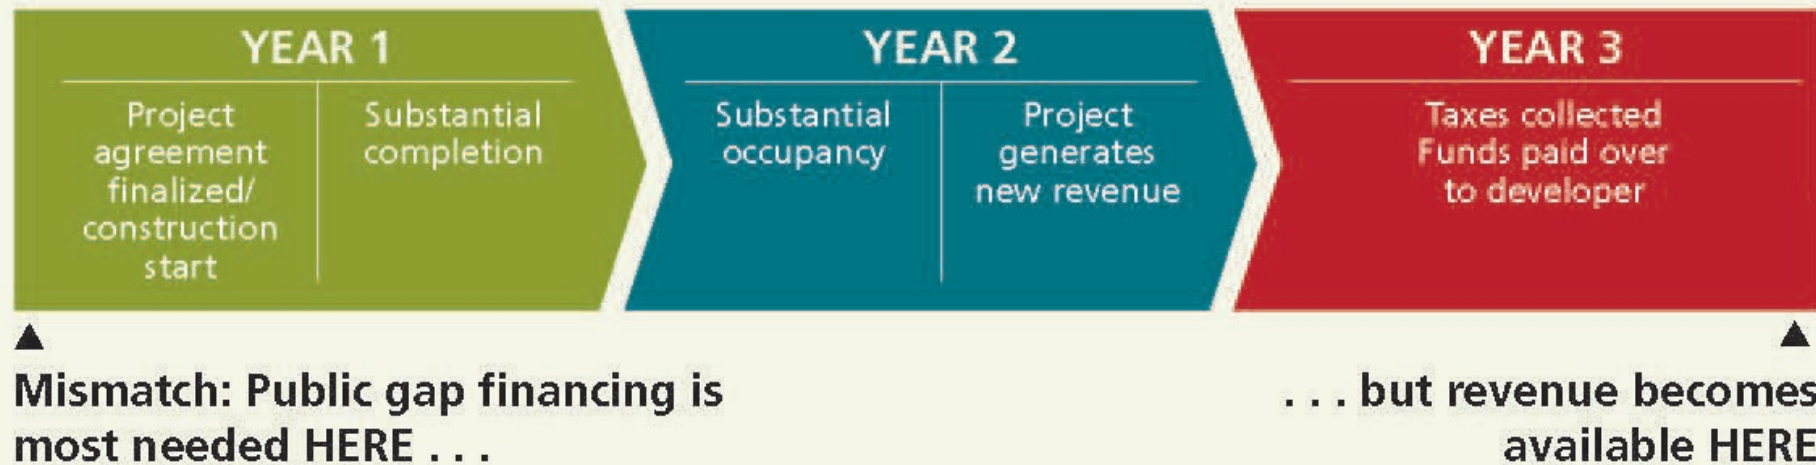 YEAR 1
Project
agreement
finalized/
construction
start
Substantial
completion
YEAR 2
Substantial
occupancy
Project
generates
new revenue
YEAR 3
Taxes collected
Funds paid over
to developer
Mismatch: Public gap financing is
most needed HERE . . .
. . . but revenue becomes
available HERE